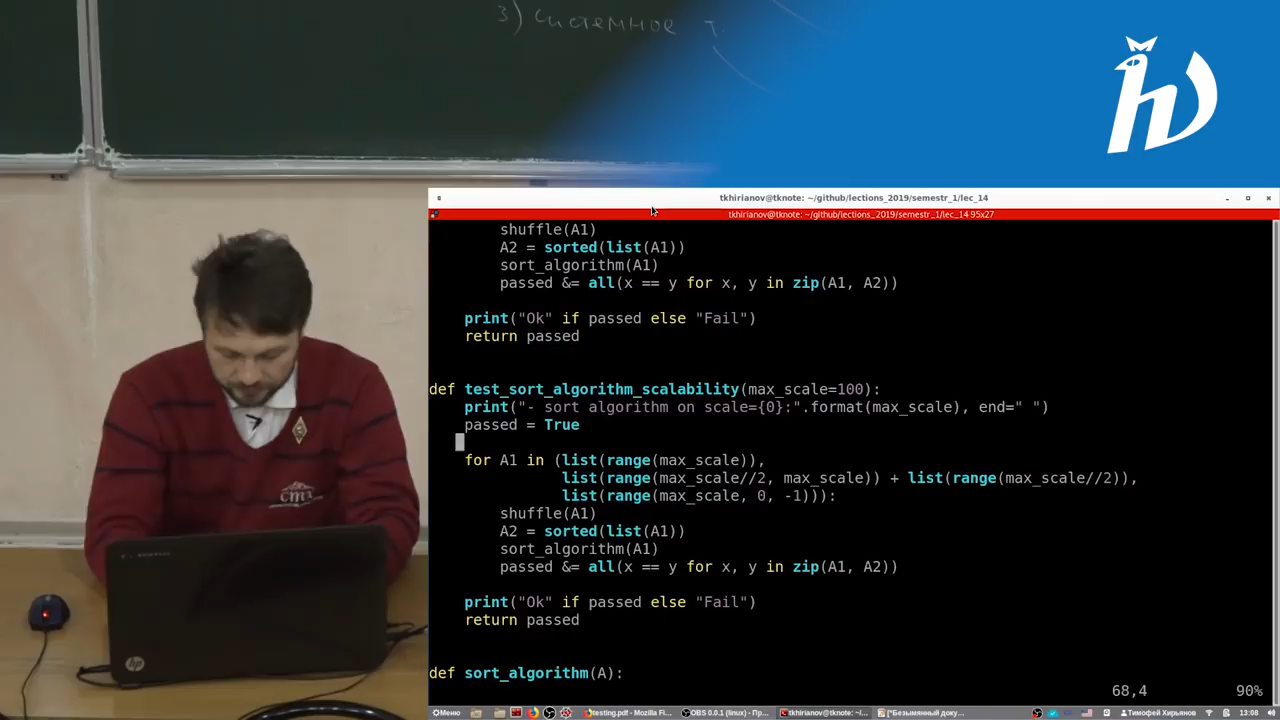 3) Системное т.
tkhirianov@tknote: ~/github/lections_2019/semestr_1/lec_14
tkhirianov@tknote: ~/github/lections_2019/semestr_1/lec_14 95x27
shuffle(A1)
A2 = sorted(list(A1))
sort_algorithm(A1)
passed &= all(x == y for x, y in zip(A1, A2))
print("Ok" if passed else "Fail")
return passed
def test_sort_algorithm_scalability(max_scale=100):
print("- sort algorithm on scale={0}:".format(max_scale), end=" ")
passed = True
for A1 in (list(range(max_scale)),
list(range(max_scale//2, max_scale)) + list(range(max_scale//2)),
list(range(max_scale, 0, -1))):
shuffle(A1)
A2 = sorted(list(A1))
sort_algorithm(A1)
passed &= all(x == y for x, y in zip(A1, A2))
print("Ok" if passed else "Fail")
return passed
def sort_algorithm(A):
68,4 90%
Меню testing.pdf - Mozilla Fi... OBS 0.0.1 (linux) - Пр... tkhirianov@tknote: ~/... [*Безымянный доку... Тимофей Хирьянов 13:08
hp